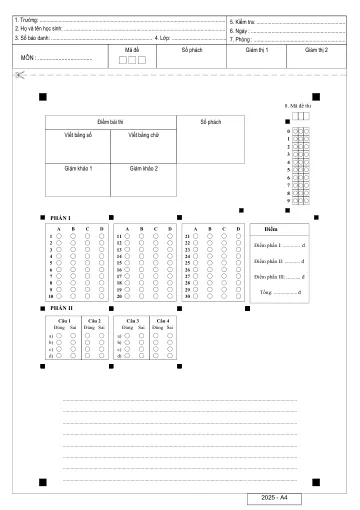 1. Trường: ............................................................
5. Kiểm tra: ........................................
2. Họ và tên học sinh: ............................................................
6. Ngày : ........................................
3. Số báo danh: ........................................ 4. Lớp: ..............................
7. Phòng : ........................................
MÔN : ..............................
Mã đề
Số phách
Giám thị 1
Giám thị 2
8. Mã đề thi
Điểm bài thi
Số phách
Viết bằng số
Viết bằng chữ
Giám khảo 1
Giám khảo 2
0
1
2
3
4
5
6
7
8
9
PHẦN I
A B C D
1
2
3
4
5
6
7
8
9
10
A B C D
11
12
13
14
15
16
17
18
19
20
A B C D
21
22
23
24
25
26
27
28
29
30
Điểm
Điểm phần I: ............ đ
Điểm phần II: ............ đ
Điểm phần III: ............ đ
Tổng: .................. đ
PHẦN II
Câu 1 Câu 2 Câu 3 Câu 4
Đúng Sai Đúng Sai Đúng Sai Đúng Sai
a) a)
b) b)
c) c)
d) d)
2025 - A4